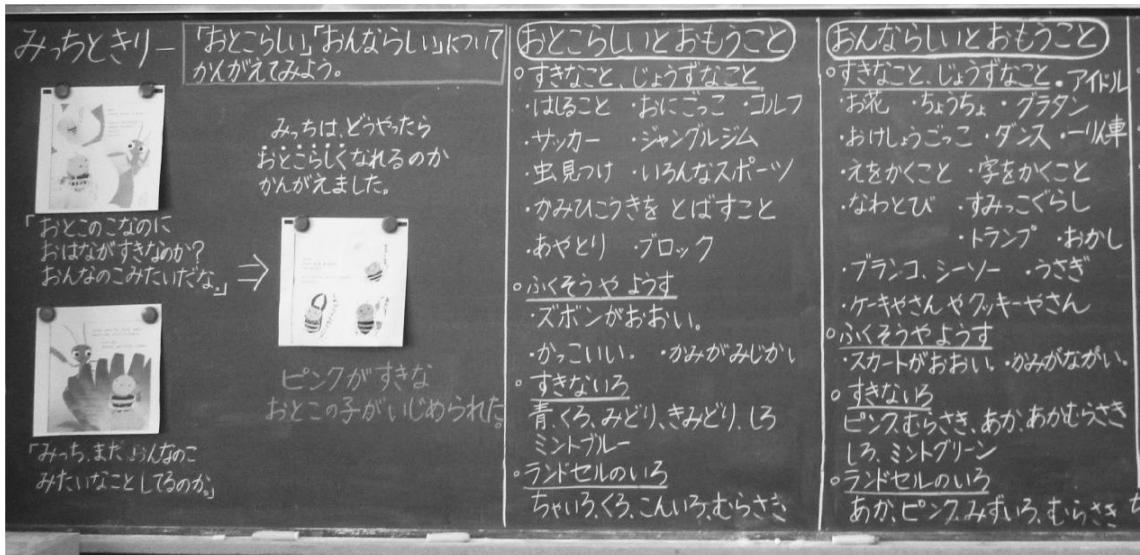 みっちときりー
「おとこらしい」「おんならしい」について
かんがえてみよう。
「おとこのこなのに
おはながすきなのか?
おんなのこみたいだな。」
「みっち、また、おんなのこ
みたいなことしてるのか。」
みっちは、どうやったら
おとこらしくなれるのか
かんがえました。
⇒
ピンクがすきな
おとこの子がいじめられた。
おとこらしいとおもうこと
◦すきなこと、じょうずなこと
・はしること ・おにごっこ ・ゴルフ
・サッカー ・ジャングルジム
・虫見つけ ・いろんなスポーツ
・かみひこうきを とばすこと
・あやとり ・ブロック
◦ふくそうや ようす
・ズボンがおおい。
・かっこいい。 ・かみがみじかい
◦すきないろ
青、くろ、みどり、きみどり、しろ
ミントブルー
◦ランドセルのいろ
ちゃいろ、くろ、こんいろ、むらさき
おんならしいとおもうこと
◦すきなこと、じょうずなこと ・アイドル
・お花 ・ちょうちょ ・グラタン
・おけしょうごっこ ・ダンス ・一りん車
・えをかくこと ・字をかくこと
・なわとび ・すみっこぐらし
・トランプ ・おかし
・ブランコ、シーソー ・うさぎ
・ケーキやさん や クッキーやさん
◦ふくそうやようす
・スカートがおおい。・かみがながい。
◦すきないろ
ピンク、むらさき、あか、あかむらさき
しろ、ミントグリーン
◦ランドセルのいろ
あか、ピンク、みずいろ、むらさき